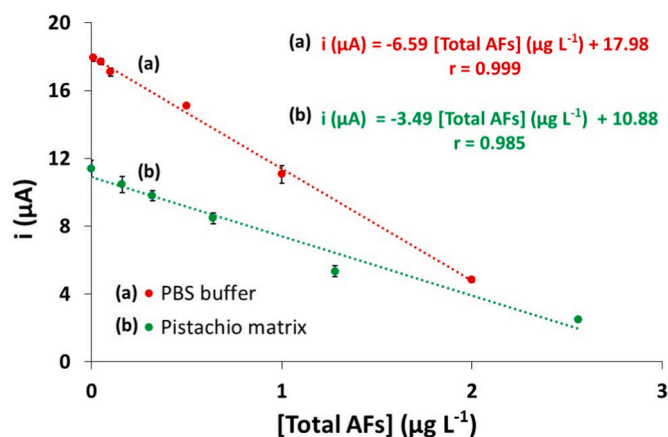 (a) i (µA) = -6.59 [Total AFs] (µg L⁻¹) + 17.98
r = 0.999
(b) i (µA) = -3.49 [Total AFs] (µg L⁻¹) + 10.88
r = 0.985
20
16
12
8
4
0
i (µA)
(a)
(b)
(a) PBS buffer
(b) Pistachio matrix
0 1 2 3
[Total AFs] (µg L⁻¹)